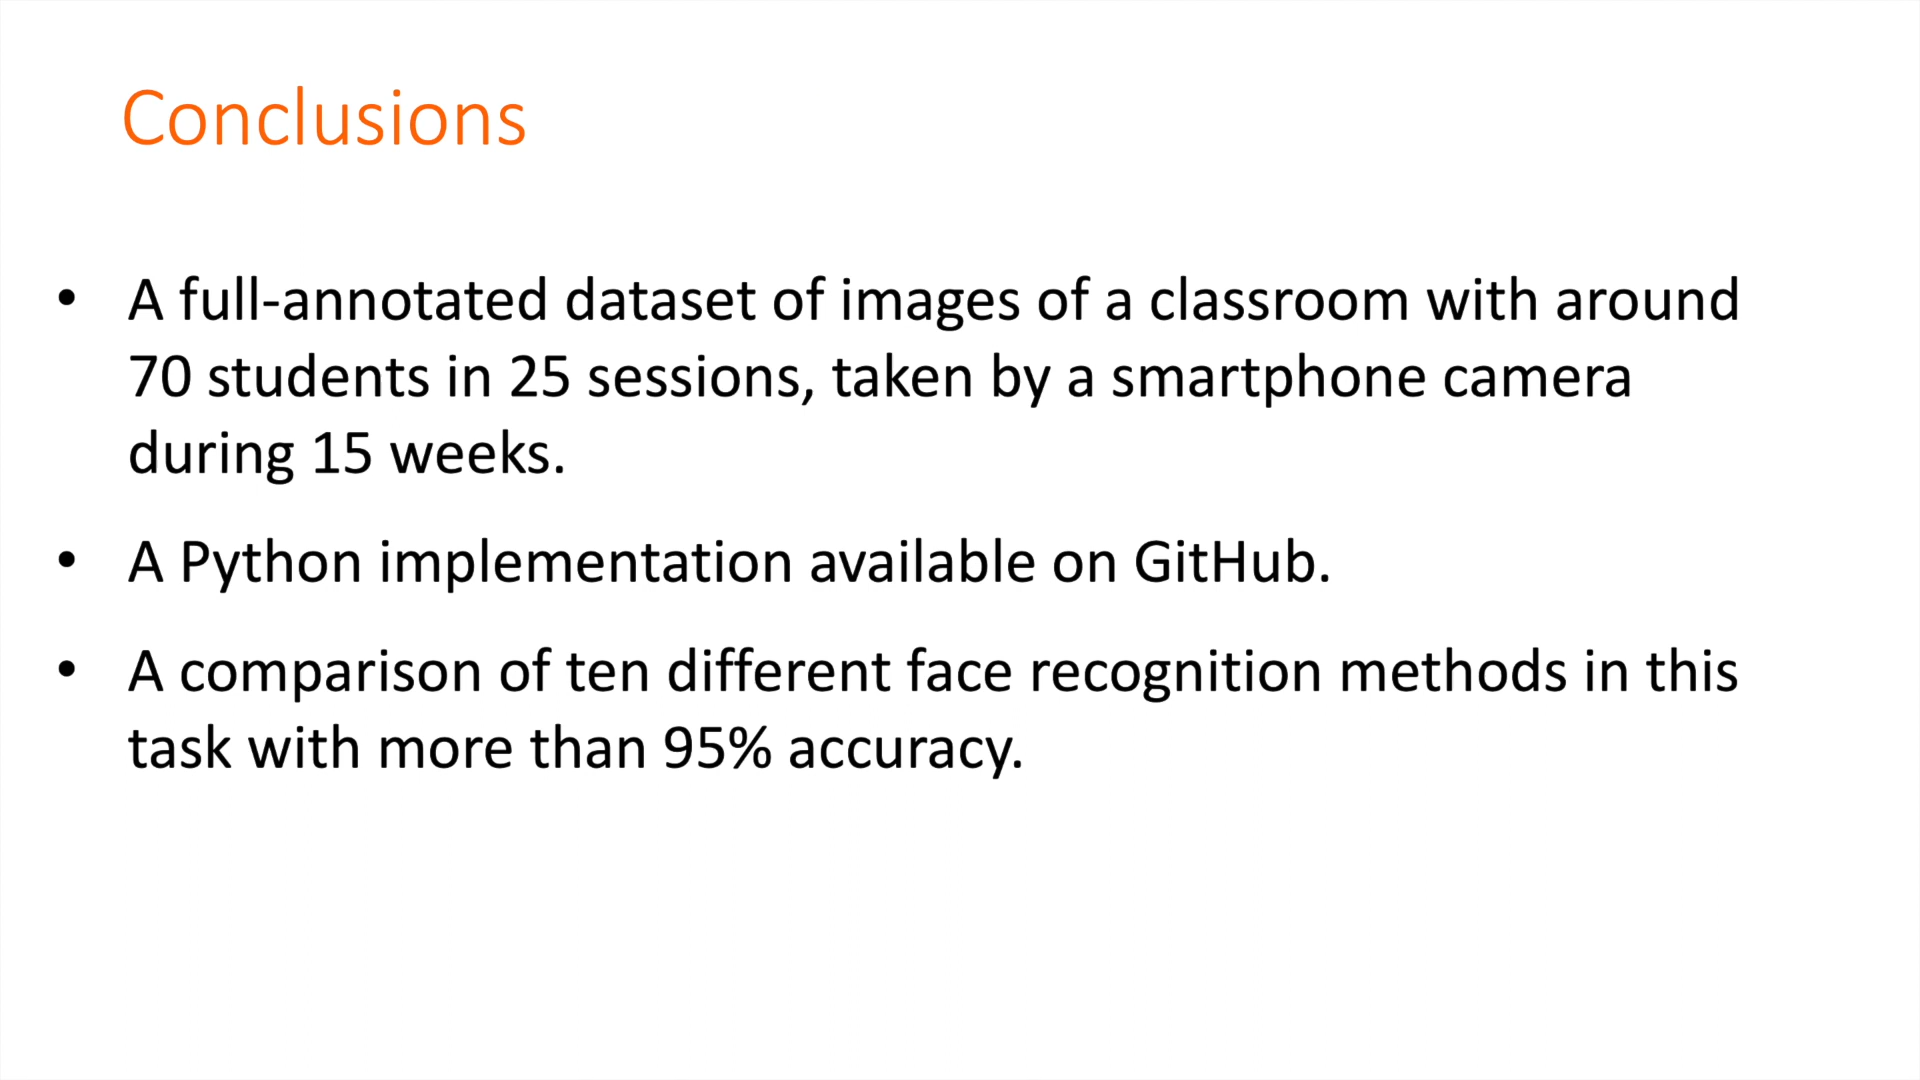 Conclusions
• A full-annotated dataset of images of a classroom with around
70 students in 25 sessions, taken by a smartphone camera
during 15 weeks.
• A Python implementation available on GitHub.
• A comparison of ten different face recognition methods in this
task with more than 95% accuracy.